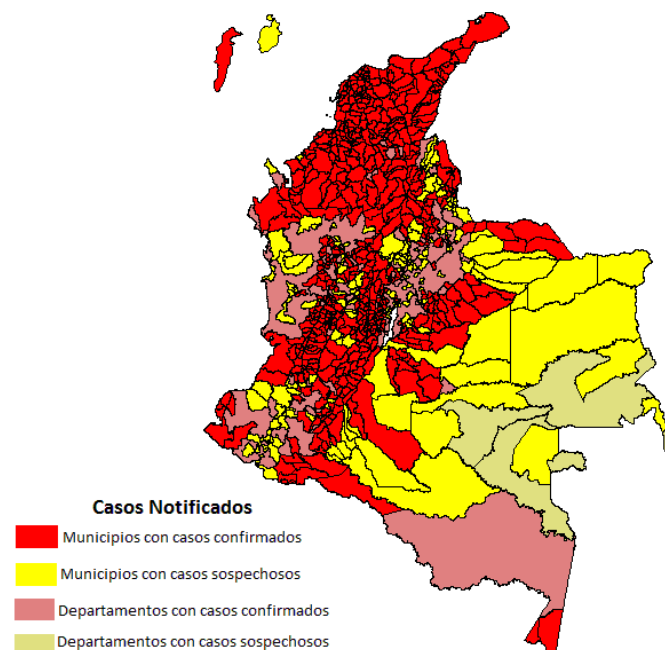 Casos Notificados
Municipios con casos confirmados
Municipios con casos sospechosos
Departamentos con casos confirmados
Departamentos con casos sospechosos